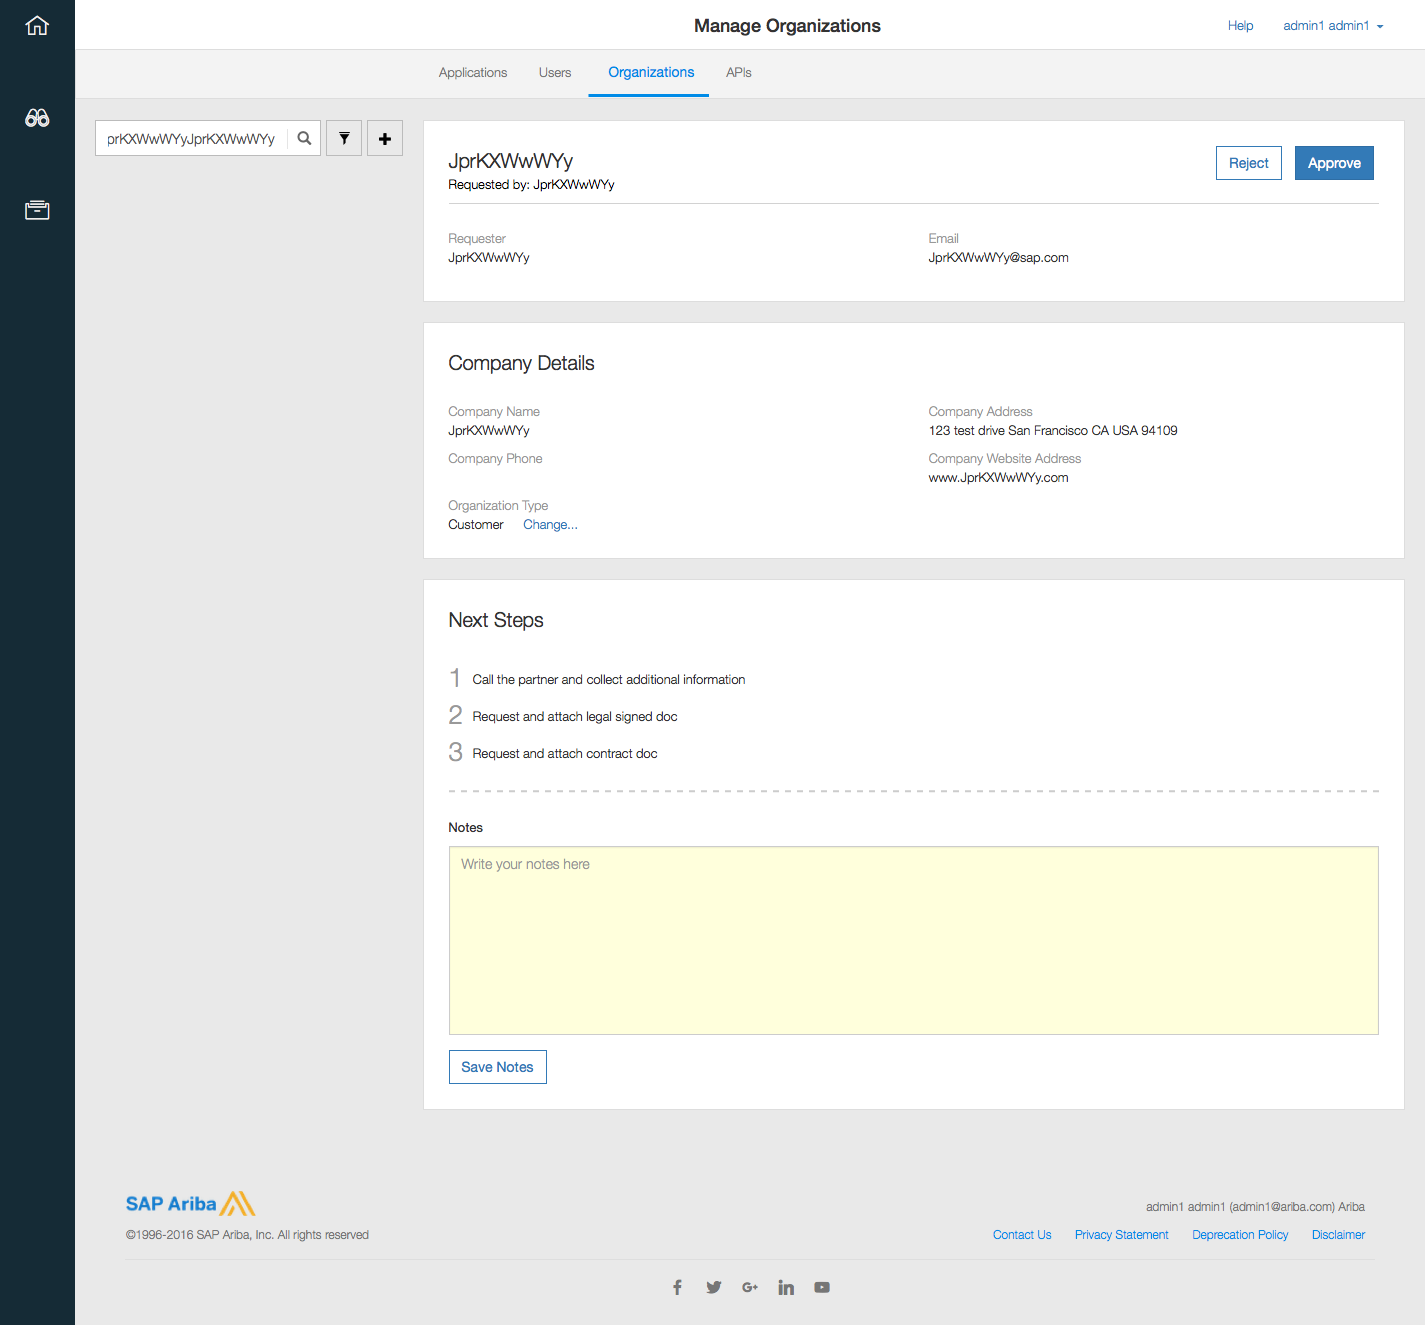 Manage Organizations
Help
admin1 admin1
Applications
Users
Organizations
APIs
prKXWwWYyJprKXWwWYy
JprKXWwWYy
Requested by: JprKXWwWYy
Reject
Approve
Requester
JprKXWwWYy
Email
JprKXWwWYy@sap.com
Company Details
Company Name
JprKXWwWYy
Company Address
123 test drive San Francisco CA USA 94109
Company Phone
Company Website Address
www.JprKXWwWYy.com
Organization Type
Customer Change...
Next Steps
1 Call the partner and collect additional information
2 Request and attach legal signed doc
3 Request and attach contract doc
Notes
Write your notes here
Save Notes
SAP Ariba
admin1 admin1 (admin1@ariba.com) Ariba
©1996-2016 SAP Ariba, Inc. All rights reserved
Contact Us
Privacy Statement
Deprecation Policy
Disclaimer